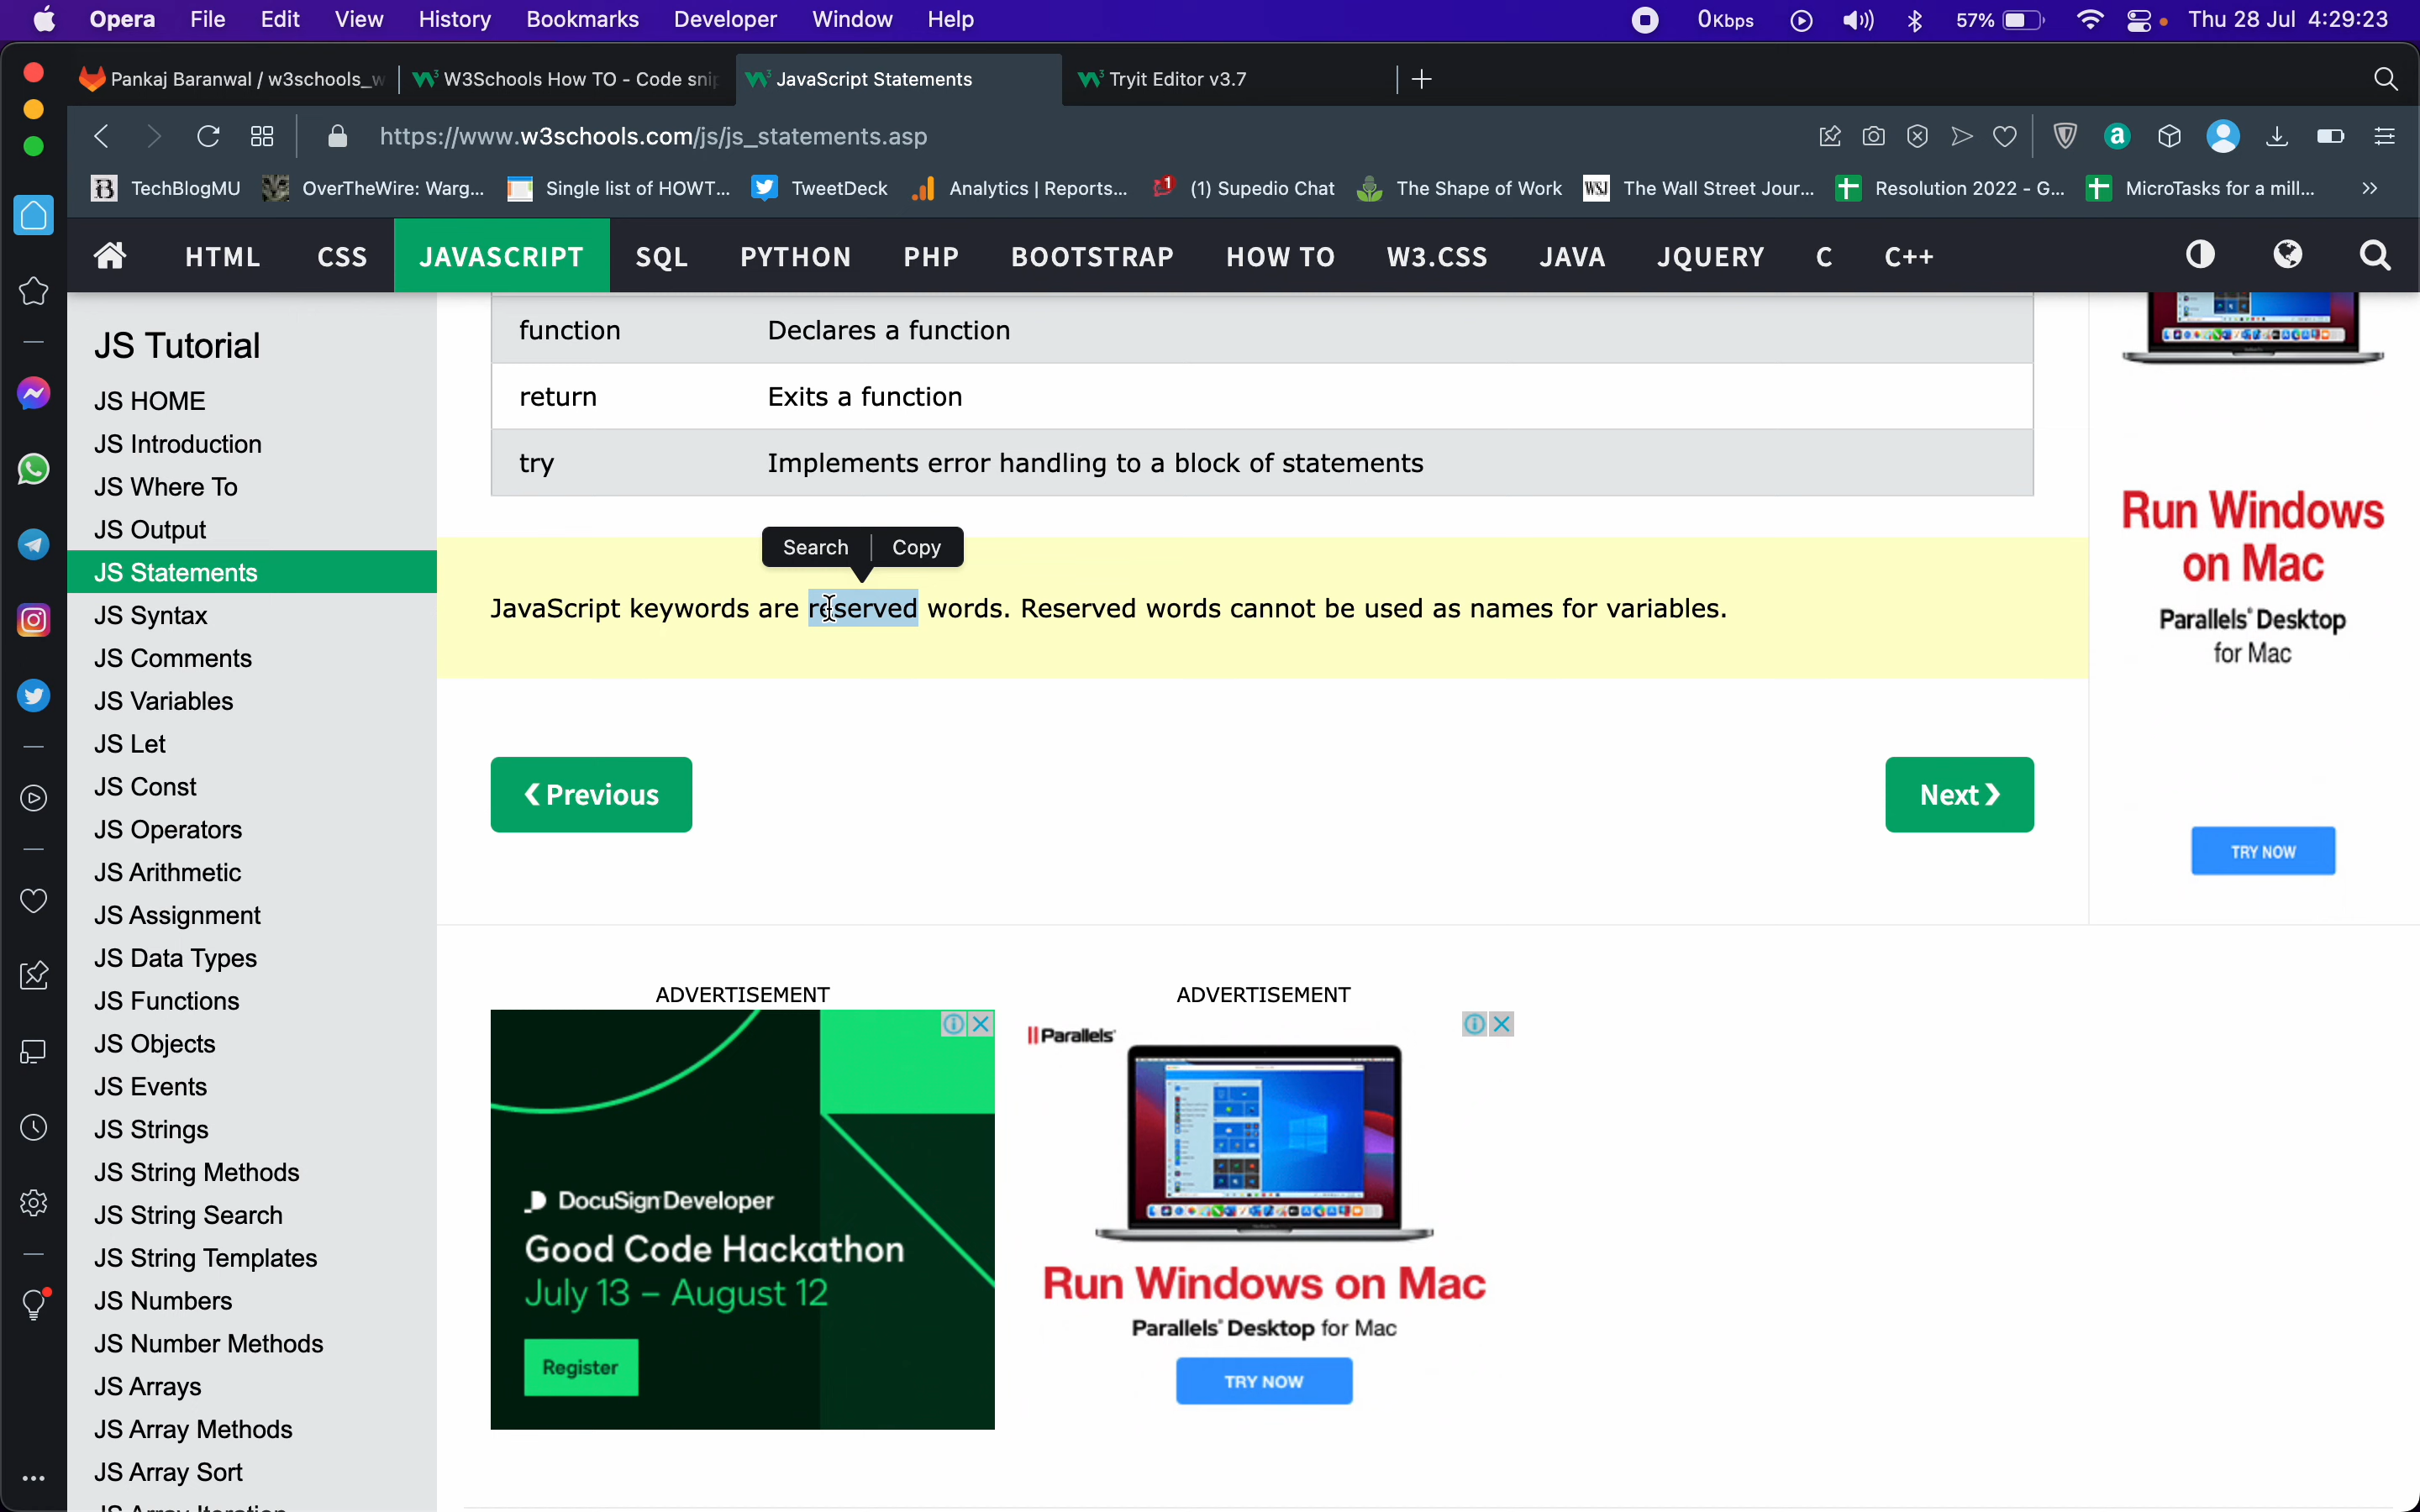 Opera File Edit View History Bookmarks Developer Window Help 0Kbps 57% Thu 28 Jul 4:29:23
Pankaj Baranwal / w3schools_w W3Schools How TO - Code snip JavaScript Statements Tryit Editor v3.7
https://www.w3schools.com/js/js_statements.asp
TechBlogMU OverTheWire: Warg... Single list of HOWT... TweetDeck Analytics | Reports... (1) Supedio Chat The Shape of Work WSJ The Wall Street Jour... Resolution 2022 - G... MicroTasks for a mill...
HTML CSS JAVASCRIPT SQL PYTHON PHP BOOTSTRAP HOW TO W3.CSS JAVA JQUERY C C++
JS Tutorial
JS HOME
JS Introduction
JS Where To
JS Output
JS Statements
JS Syntax
JS Comments
JS Variables
JS Let
JS Const
JS Operators
JS Arithmetic
JS Assignment
JS Data Types
JS Functions
JS Objects
JS Events
JS Strings
JS String Methods
JS String Search
JS String Templates
JS Numbers
JS Number Methods
JS Arrays
JS Array Methods
JS Array Sort
function Declares a function
return Exits a function
try Implements error handling to a block of statements
Search Copy
JavaScript keywords are reserved words. Reserved words cannot be used as names for variables.
❮ Previous
Next ❯
ADVERTISEMENT
DocuSign Developer
Good Code Hackathon
July 13 – August 12
Register
ADVERTISEMENT
Parallels®
Run Windows on Mac
Parallels® Desktop for Mac
TRY NOW
Run Windows
on Mac
Parallels® Desktop
for Mac
TRY NOW